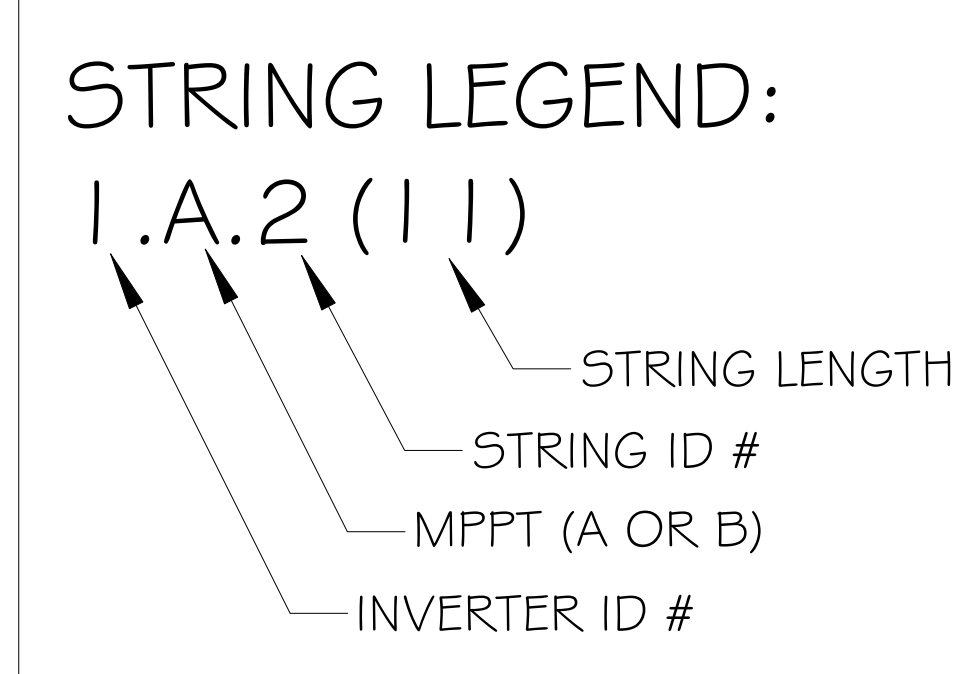 STRING LEGEND:
1.A.2 (11)
STRING LENGTH
STRING ID #
MPPT (A OR B)
INVERTER ID #